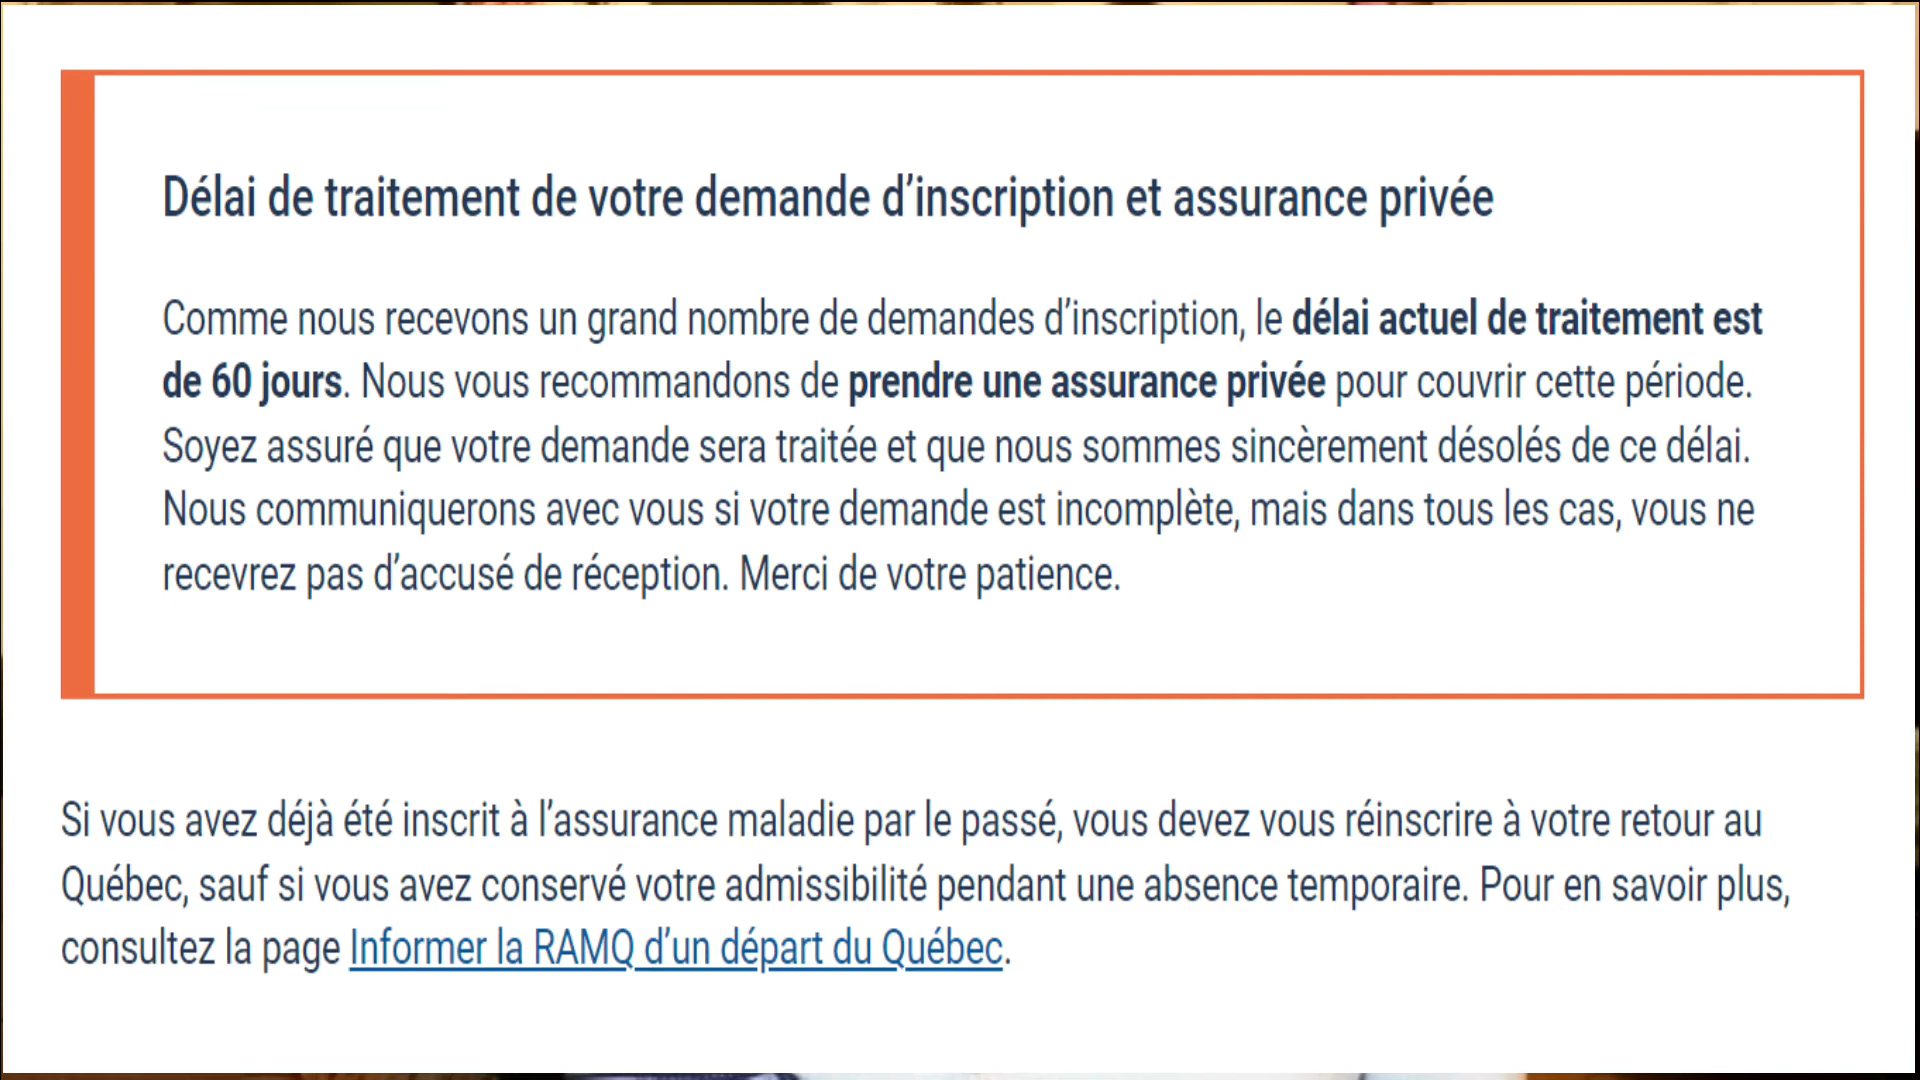 Délai de traitement de votre demande d’inscription et assurance privée
Comme nous recevons un grand nombre de demandes d’inscription, le délai actuel de traitement est
de 60 jours. Nous vous recommandons de prendre une assurance privée pour couvrir cette période.
Soyez assuré que votre demande sera traitée et que nous sommes sincèrement désolés de ce délai.
Nous communiquerons avec vous si votre demande est incomplète, mais dans tous les cas, vous ne
recevrez pas d’accusé de réception. Merci de votre patience.
Si vous avez déjà été inscrit à l’assurance maladie par le passé, vous devez vous réinscrire à votre retour au
Québec, sauf si vous avez conservé votre admissibilité pendant une absence temporaire. Pour en savoir plus,
consultez la page Informer la RAMQ d’un départ du Québec.